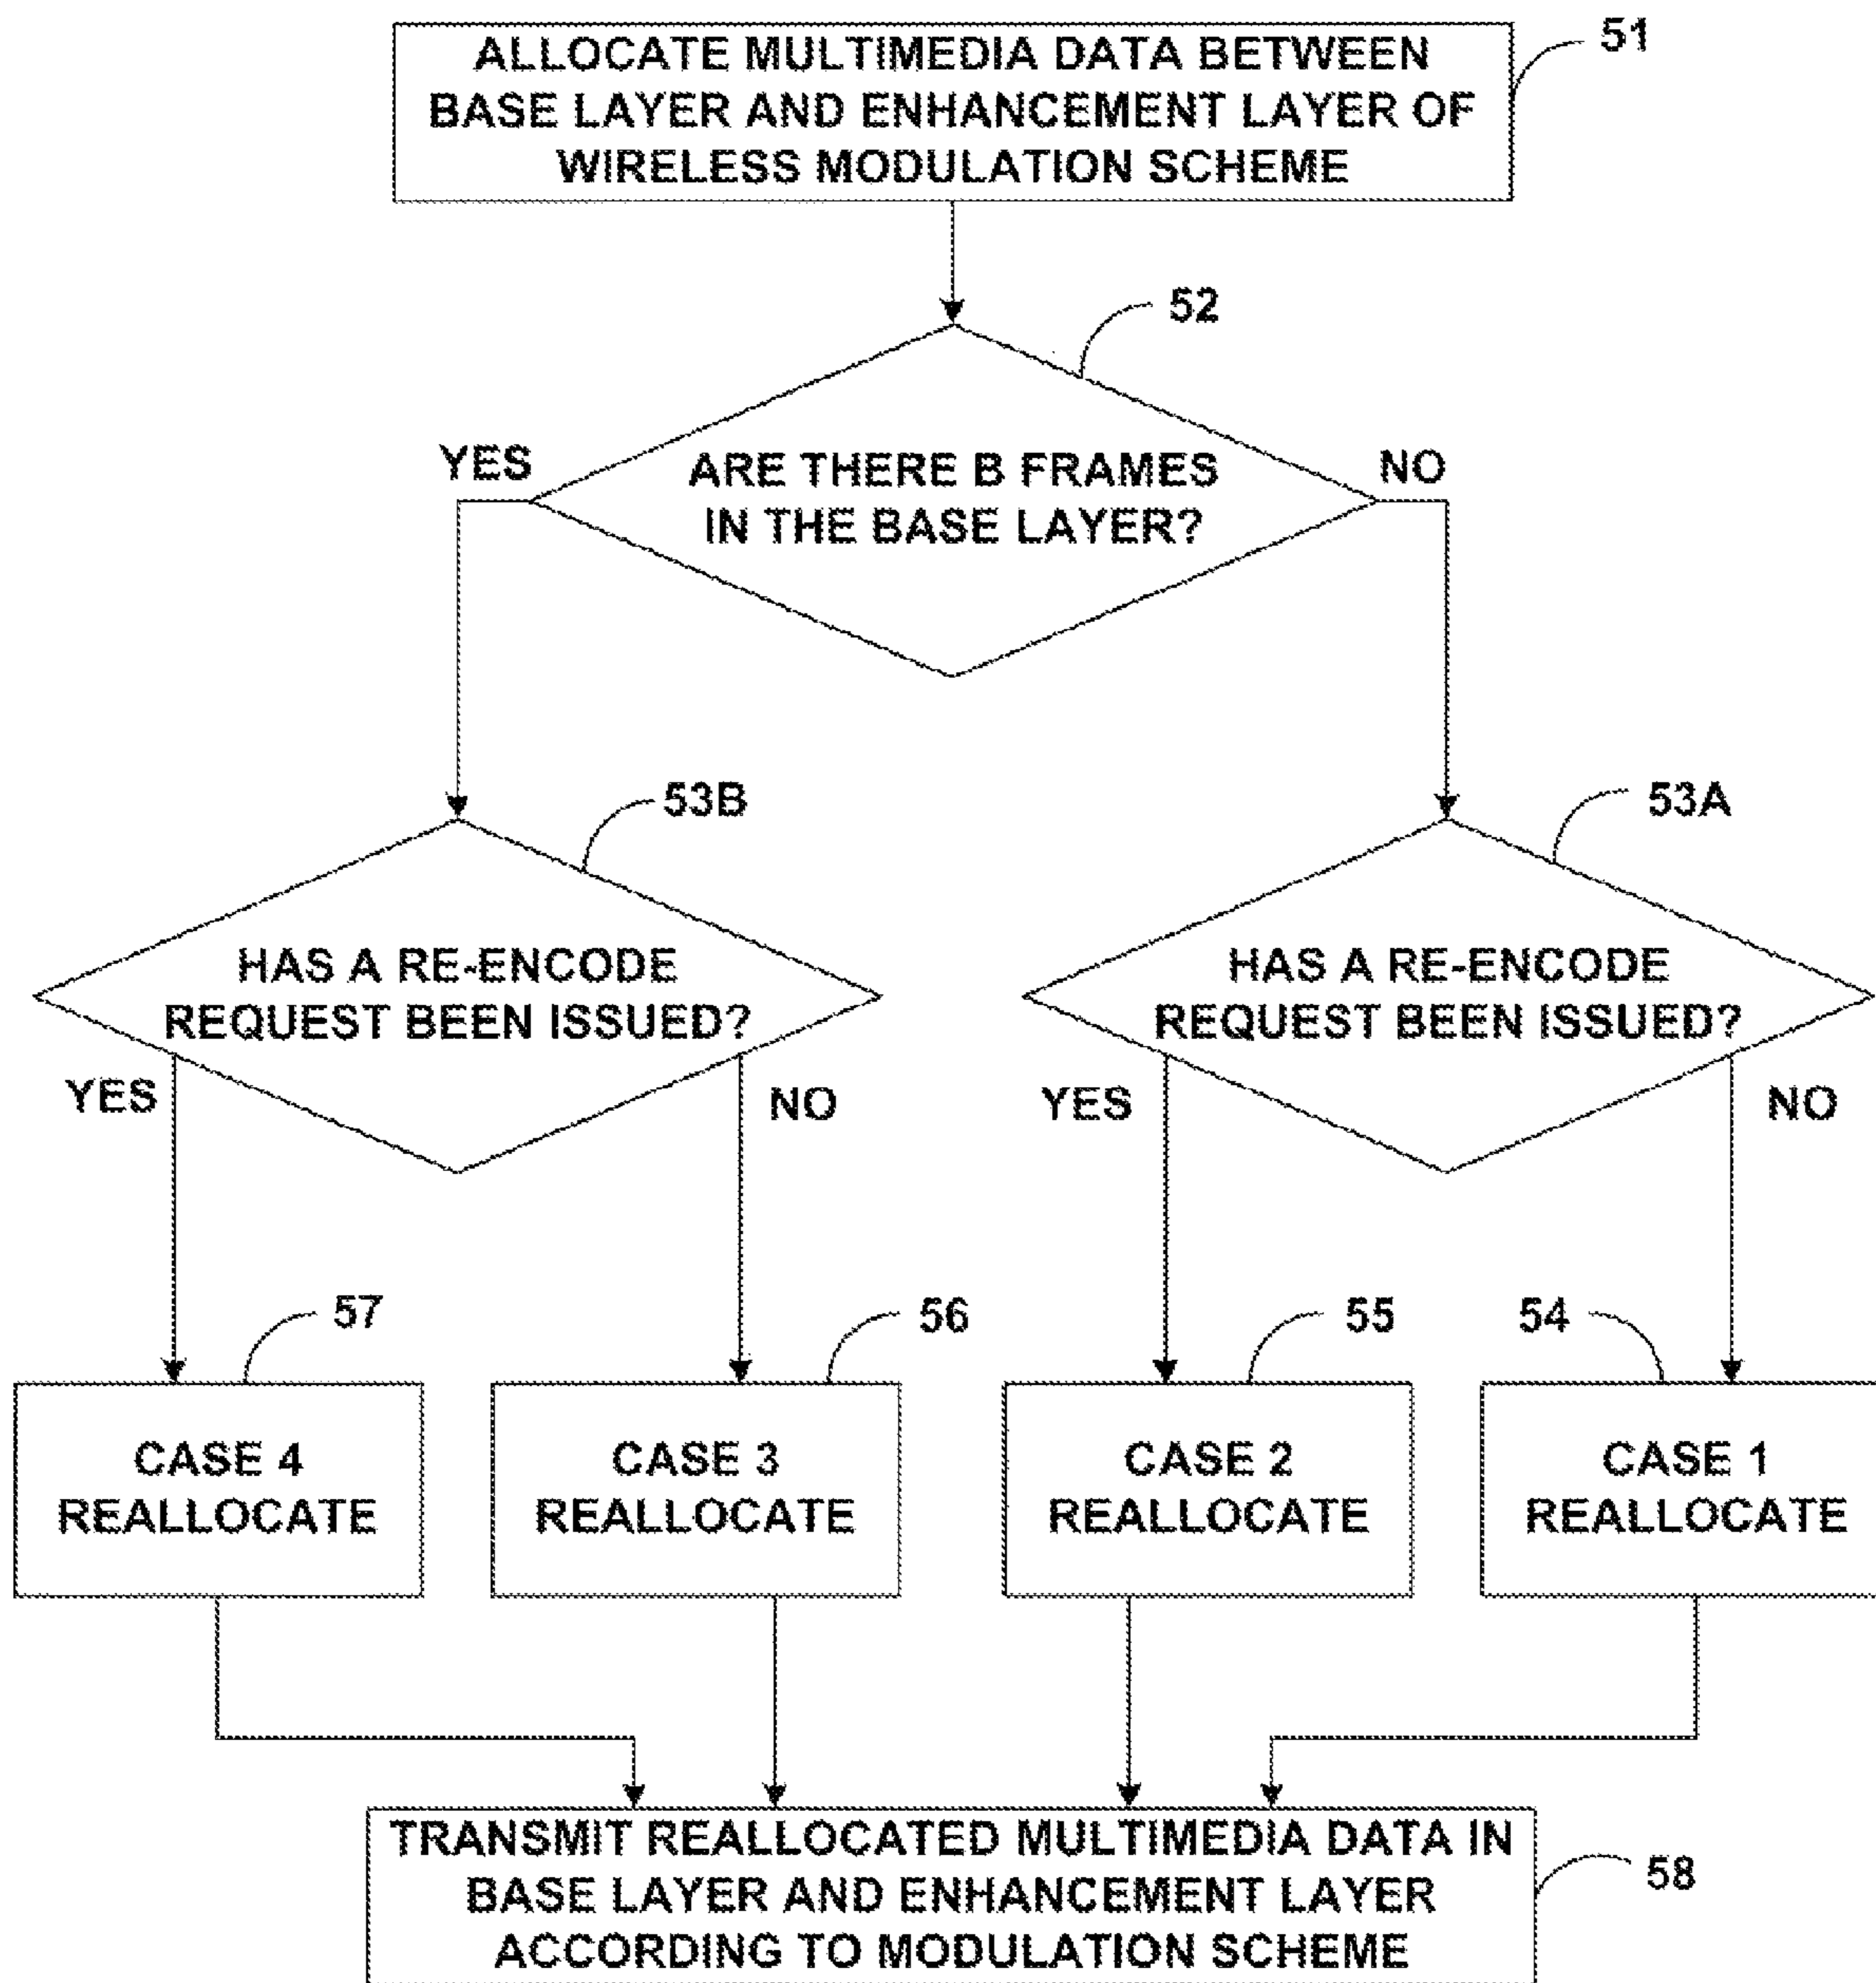 ALLOCATE MULTIMEDIA DATA BETWEEN
BASE LAYER AND ENHANCEMENT LAYER OF
WIRELESS MODULATION SCHEME
51
52
ARE THERE B FRAMES
IN THE BASE LAYER?
YES
NO
53B
53A
HAS A RE-ENCODE
REQUEST BEEN ISSUED?
HAS A RE-ENCODE
REQUEST BEEN ISSUED?
YES
NO
YES
NO
57
56
55
54
CASE 4
REALLOCATE
CASE 3
REALLOCATE
CASE 2
REALLOCATE
CASE 1
REALLOCATE
TRANSMIT REALLOCATED MULTIMEDIA DATA IN
BASE LAYER AND ENHANCEMENT LAYER
ACCORDING TO MODULATION SCHEME
58